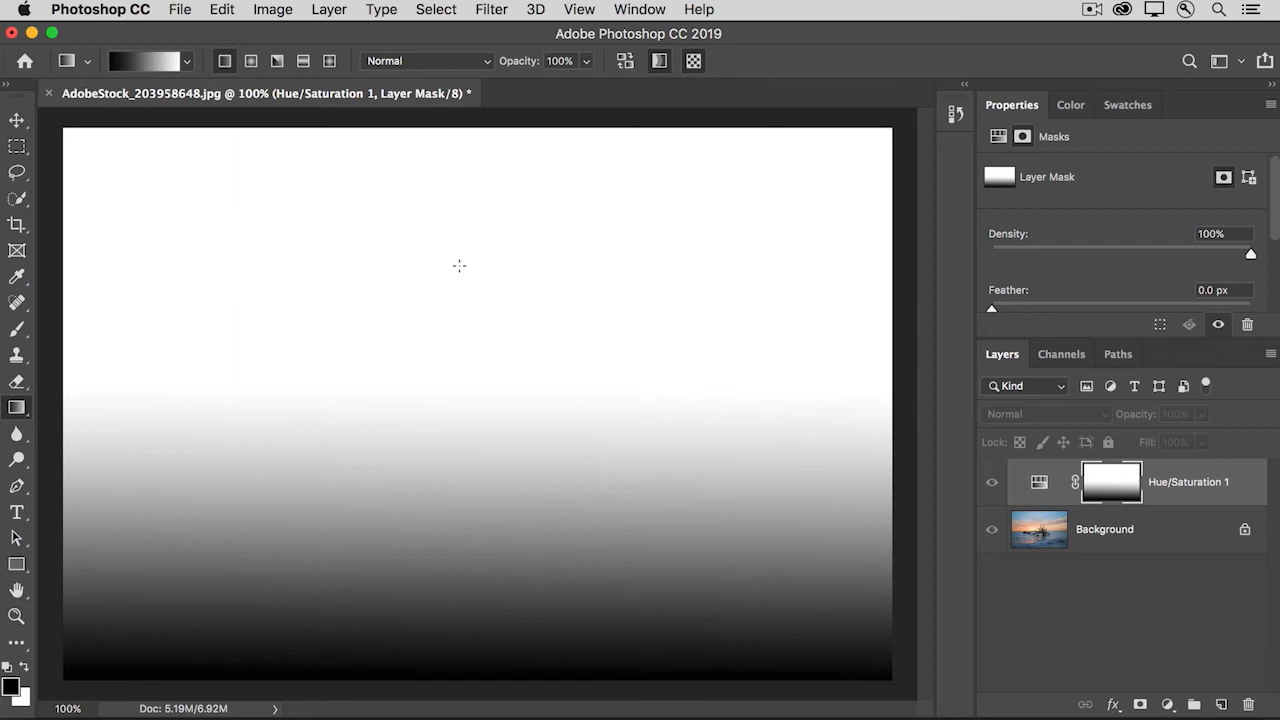 Photoshop CC File Edit Image Layer Type Select Filter 3D View Window Help
Adobe Photoshop CC 2019
Normal Opacity: 100%
× AdobeStock_203958648.jpg @ 100% (Hue/Saturation 1, Layer Mask/8) *
Properties Color Swatches
Masks
Layer Mask
Density: 100%
Feather: 0.0 px
Layers Channels Paths
Kind
Normal Opacity: 100%
Lock: Fill: 100%
Hue/Saturation 1
Background
fx
100% Doc: 5.19M/6.92M